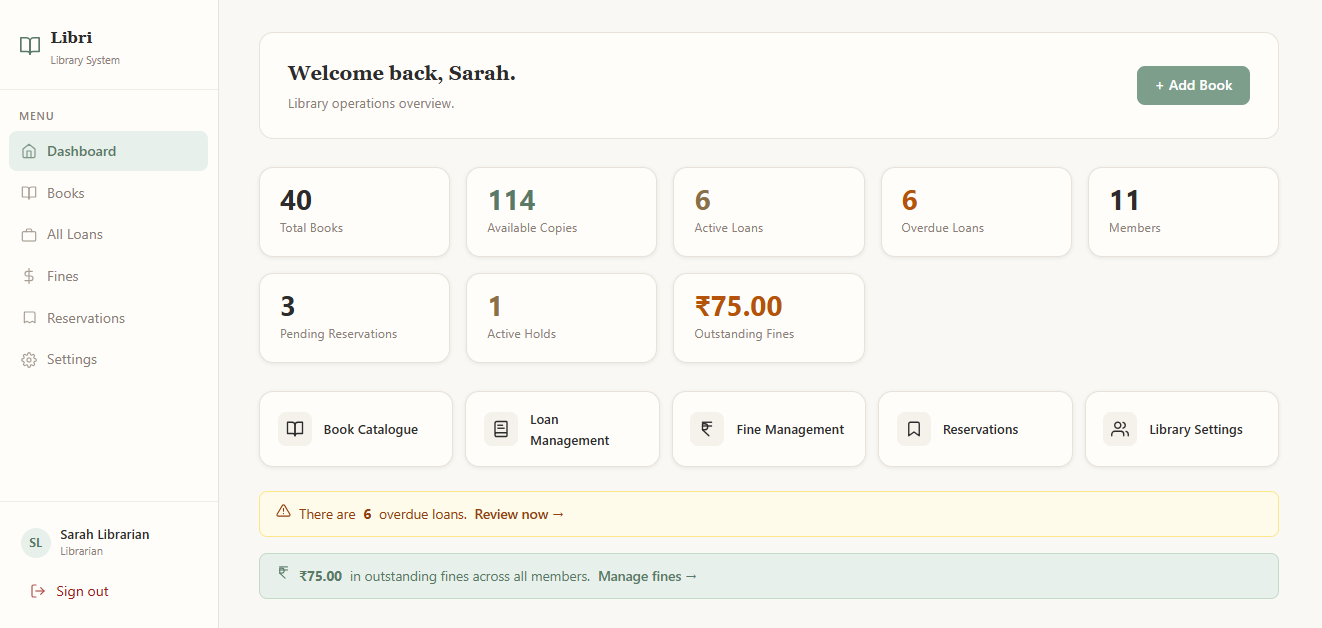 Libri
Library System
MENU
Dashboard
Books
All Loans
Fines
Reservations
Settings
SL
Sarah Librarian
Librarian
Sign out
Welcome back, Sarah.
Library operations overview.
+ Add Book
40
Total Books
114
Available Copies
6
Active Loans
6
Overdue Loans
11
Members
3
Pending Reservations
1
Active Holds
₹75.00
Outstanding Fines
Book Catalogue
Loan
Management
Fine Management
Reservations
Library Settings
There are 6 overdue loans. Review now →
₹75.00 in outstanding fines across all members. Manage fines →